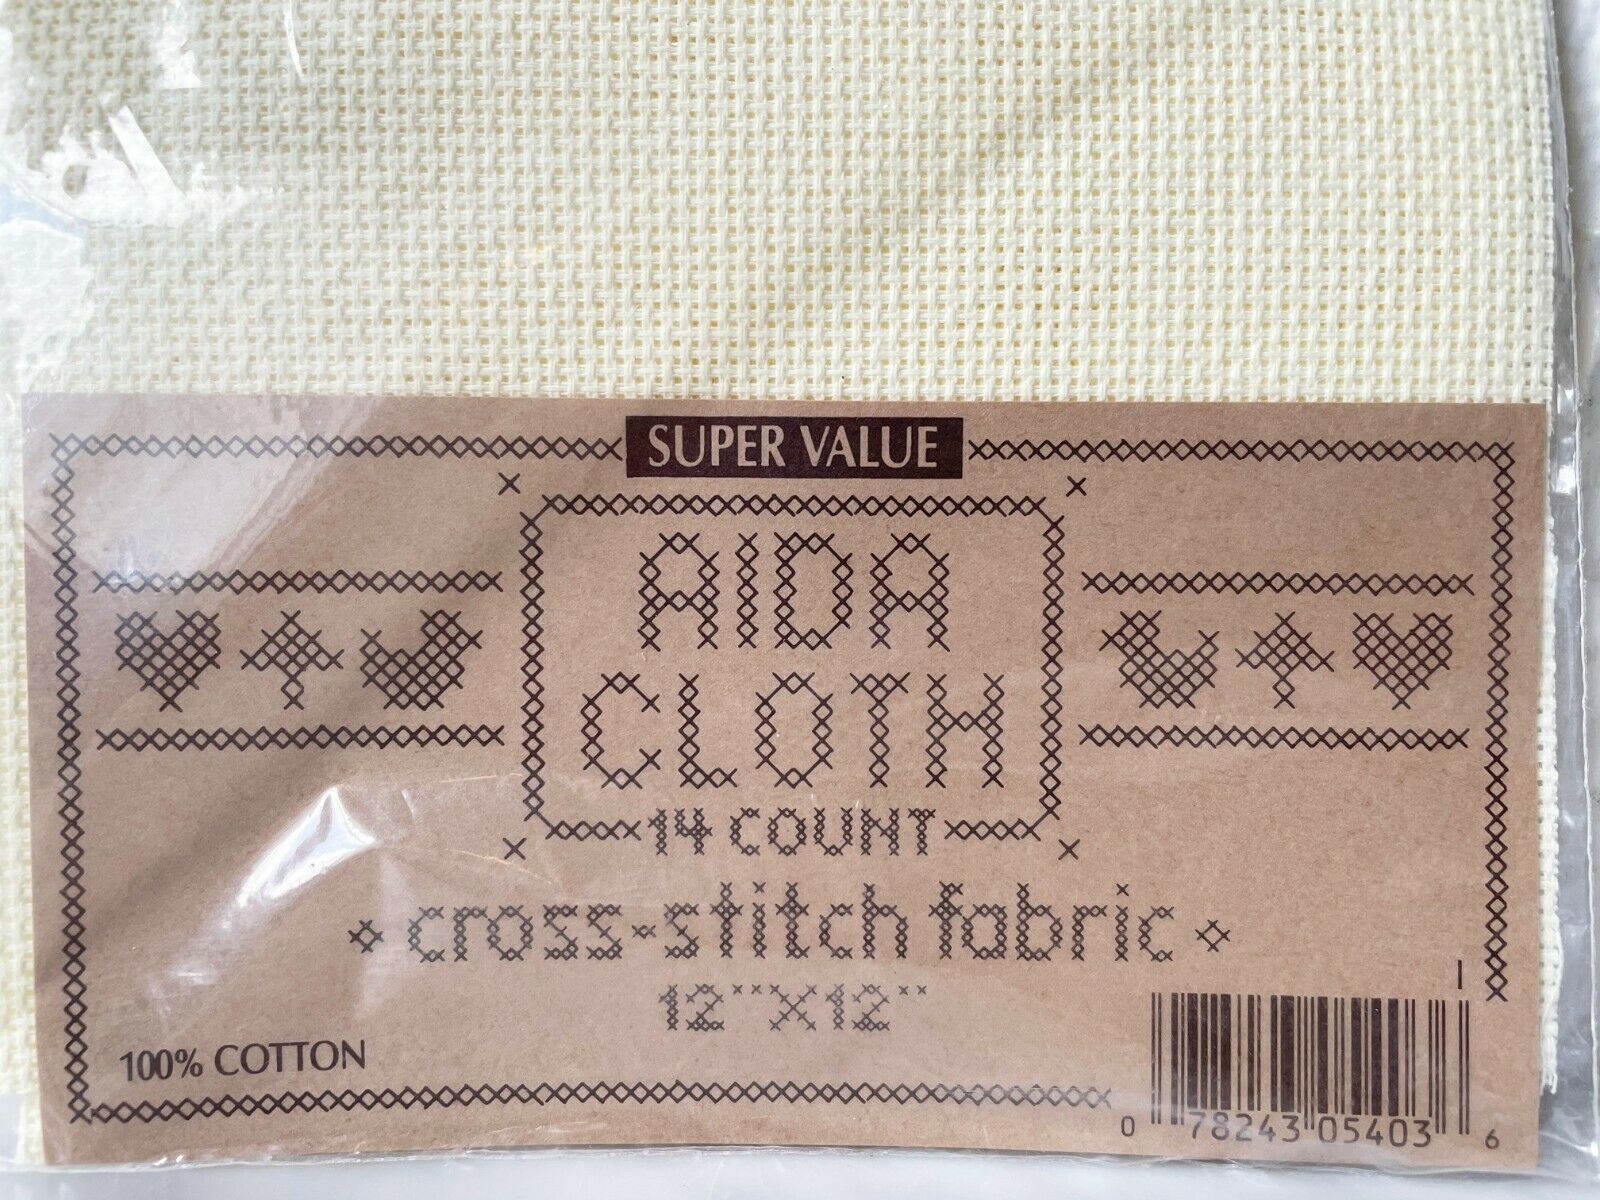 SUPER VALUE
AIDA
CLOTH
14 COUNT
cross-stitch fabric
12"X12"
100% COTTON
0 78243 05403 6